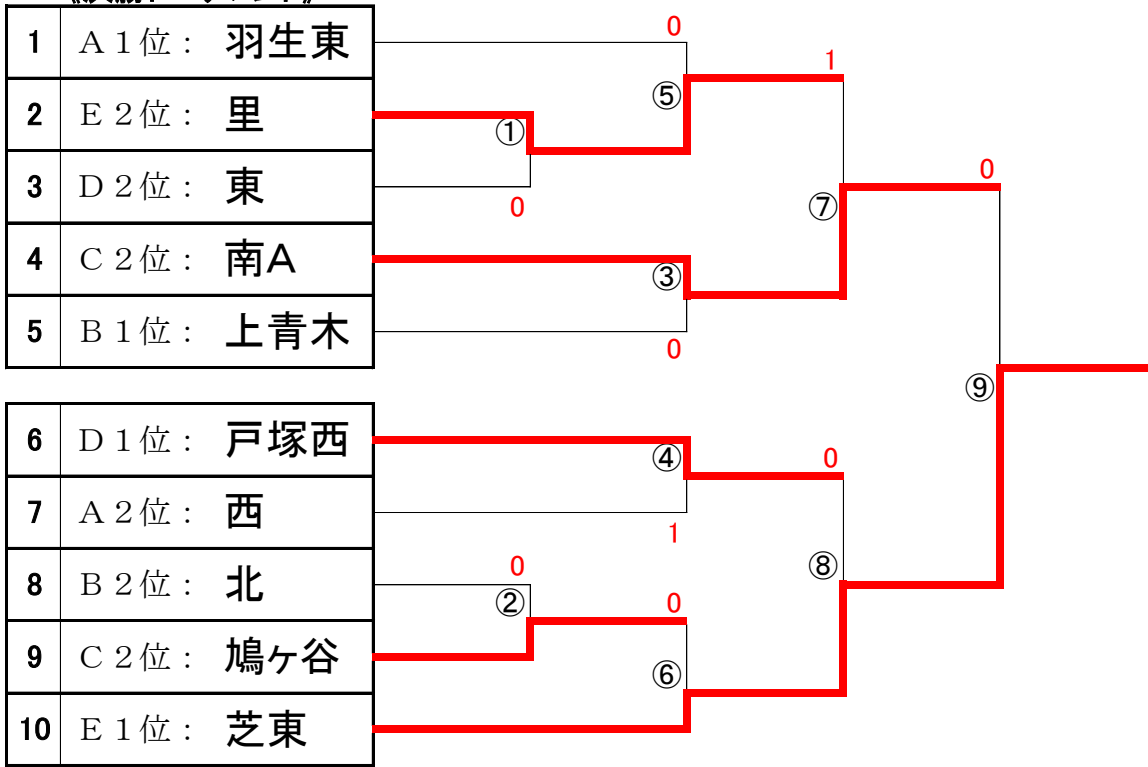 1 A1位： 羽生東
2 E2位： 里
3 D2位： 東
4 C2位： 南A
5 B1位： 上青木
6 D1位： 戸塚西
7 A2位： 西
8 B2位： 北
9 C2位： 鳩ヶ谷
10 E1位： 芝東
0
1
⑤
①
0
0
⑦
③
0
⑨
④
0
1
0
⑧
②
0
⑥